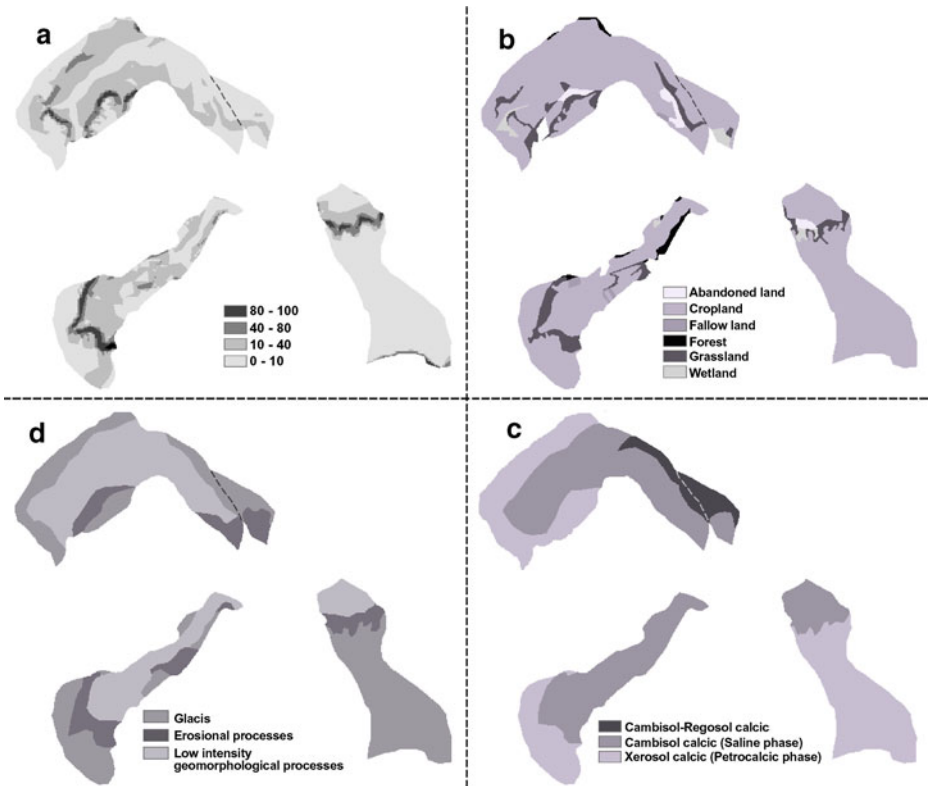 a
80 - 100
40 - 80
10 - 40
0 - 10
b
Abandoned land
Cropland
Fallow land
Forest
Grassland
Wetland
d
Glacis
Erosional processes
Low intensity
geomorphological processes
c
Cambisol-Regosol calcic
Cambisol calcic (Saline phase)
Xerosol calcic (Petrocalcic phase)